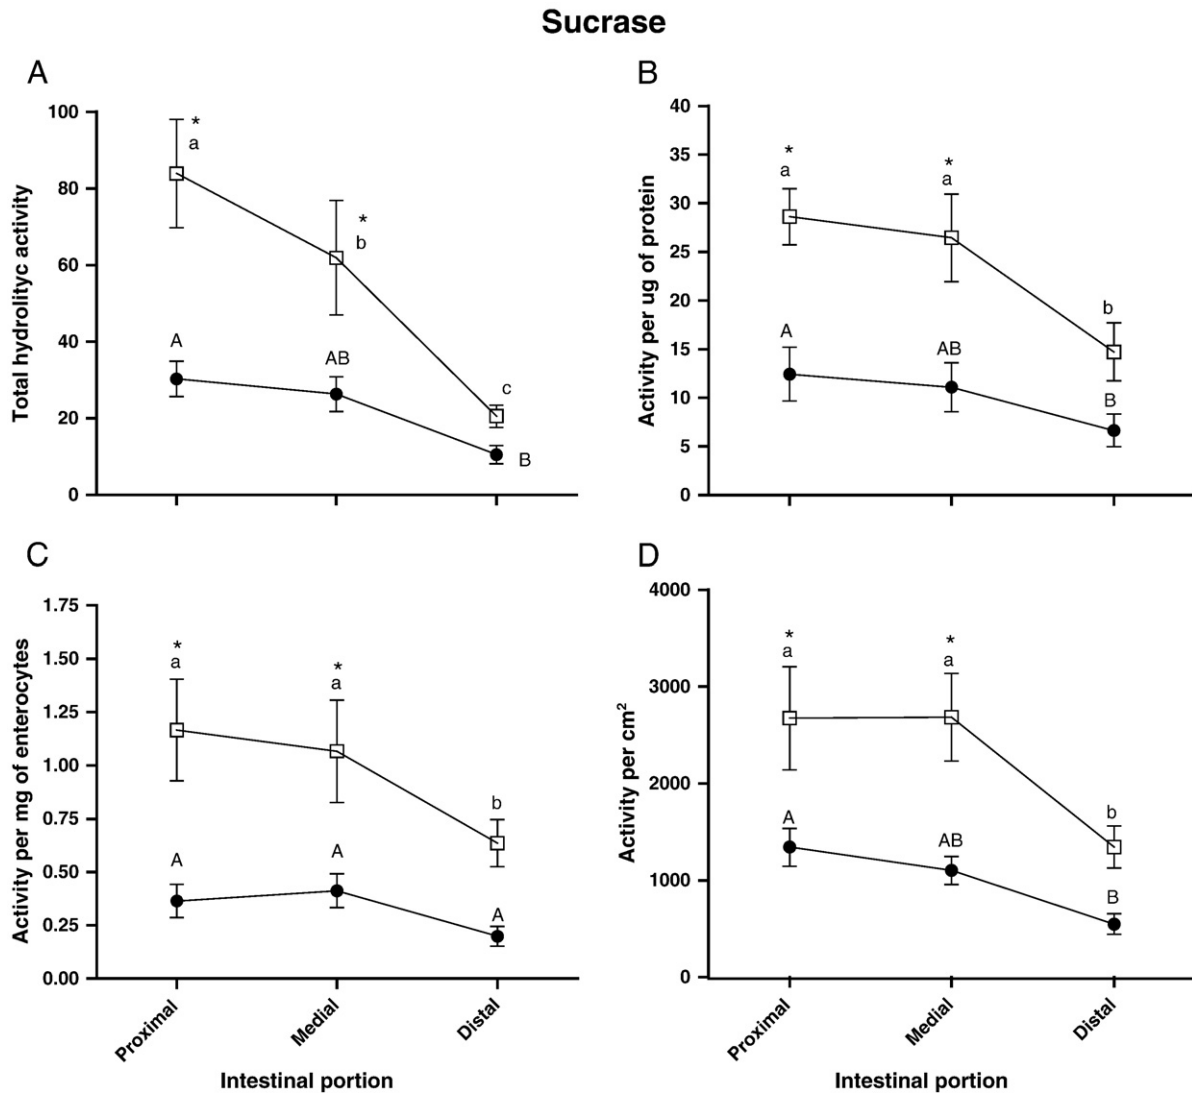 Sucrase
A
Total hydrolityc activity
100
80
60
40
20
0
*
a
*
b
c
A
AB
B
B
Activity per ug of protein
40
35
30
25
20
15
10
5
0
*
a
*
a
b
A
AB
B
C
Activity per mg of enterocytes
1.75
1.50
1.25
1.00
0.75
0.50
0.25
0.00
*
a
*
a
b
A
A
A
Proximal
Medial
Distal
Intestinal portion
D
Activity per cm²
4000
3000
2000
1000
0
*
a
*
a
b
A
AB
B
Proximal
Medial
Distal
Intestinal portion